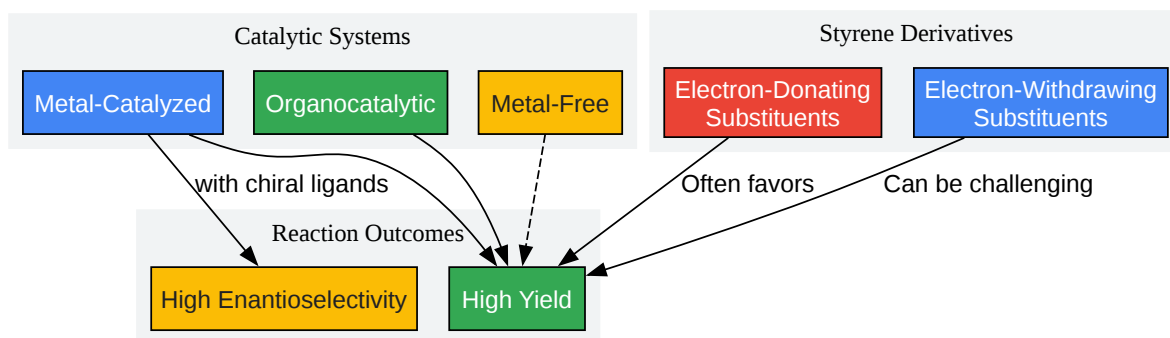 Catalytic Systems
Styrene Derivatives
Metal-Catalyzed
Organocatalytic
Metal-Free
Electron-Donating
Substituents
Electron-Withdrawing
Substituents
with chiral ligands
Often favors
Can be challenging
Reaction Outcomes
High Enantioselectivity
High Yield